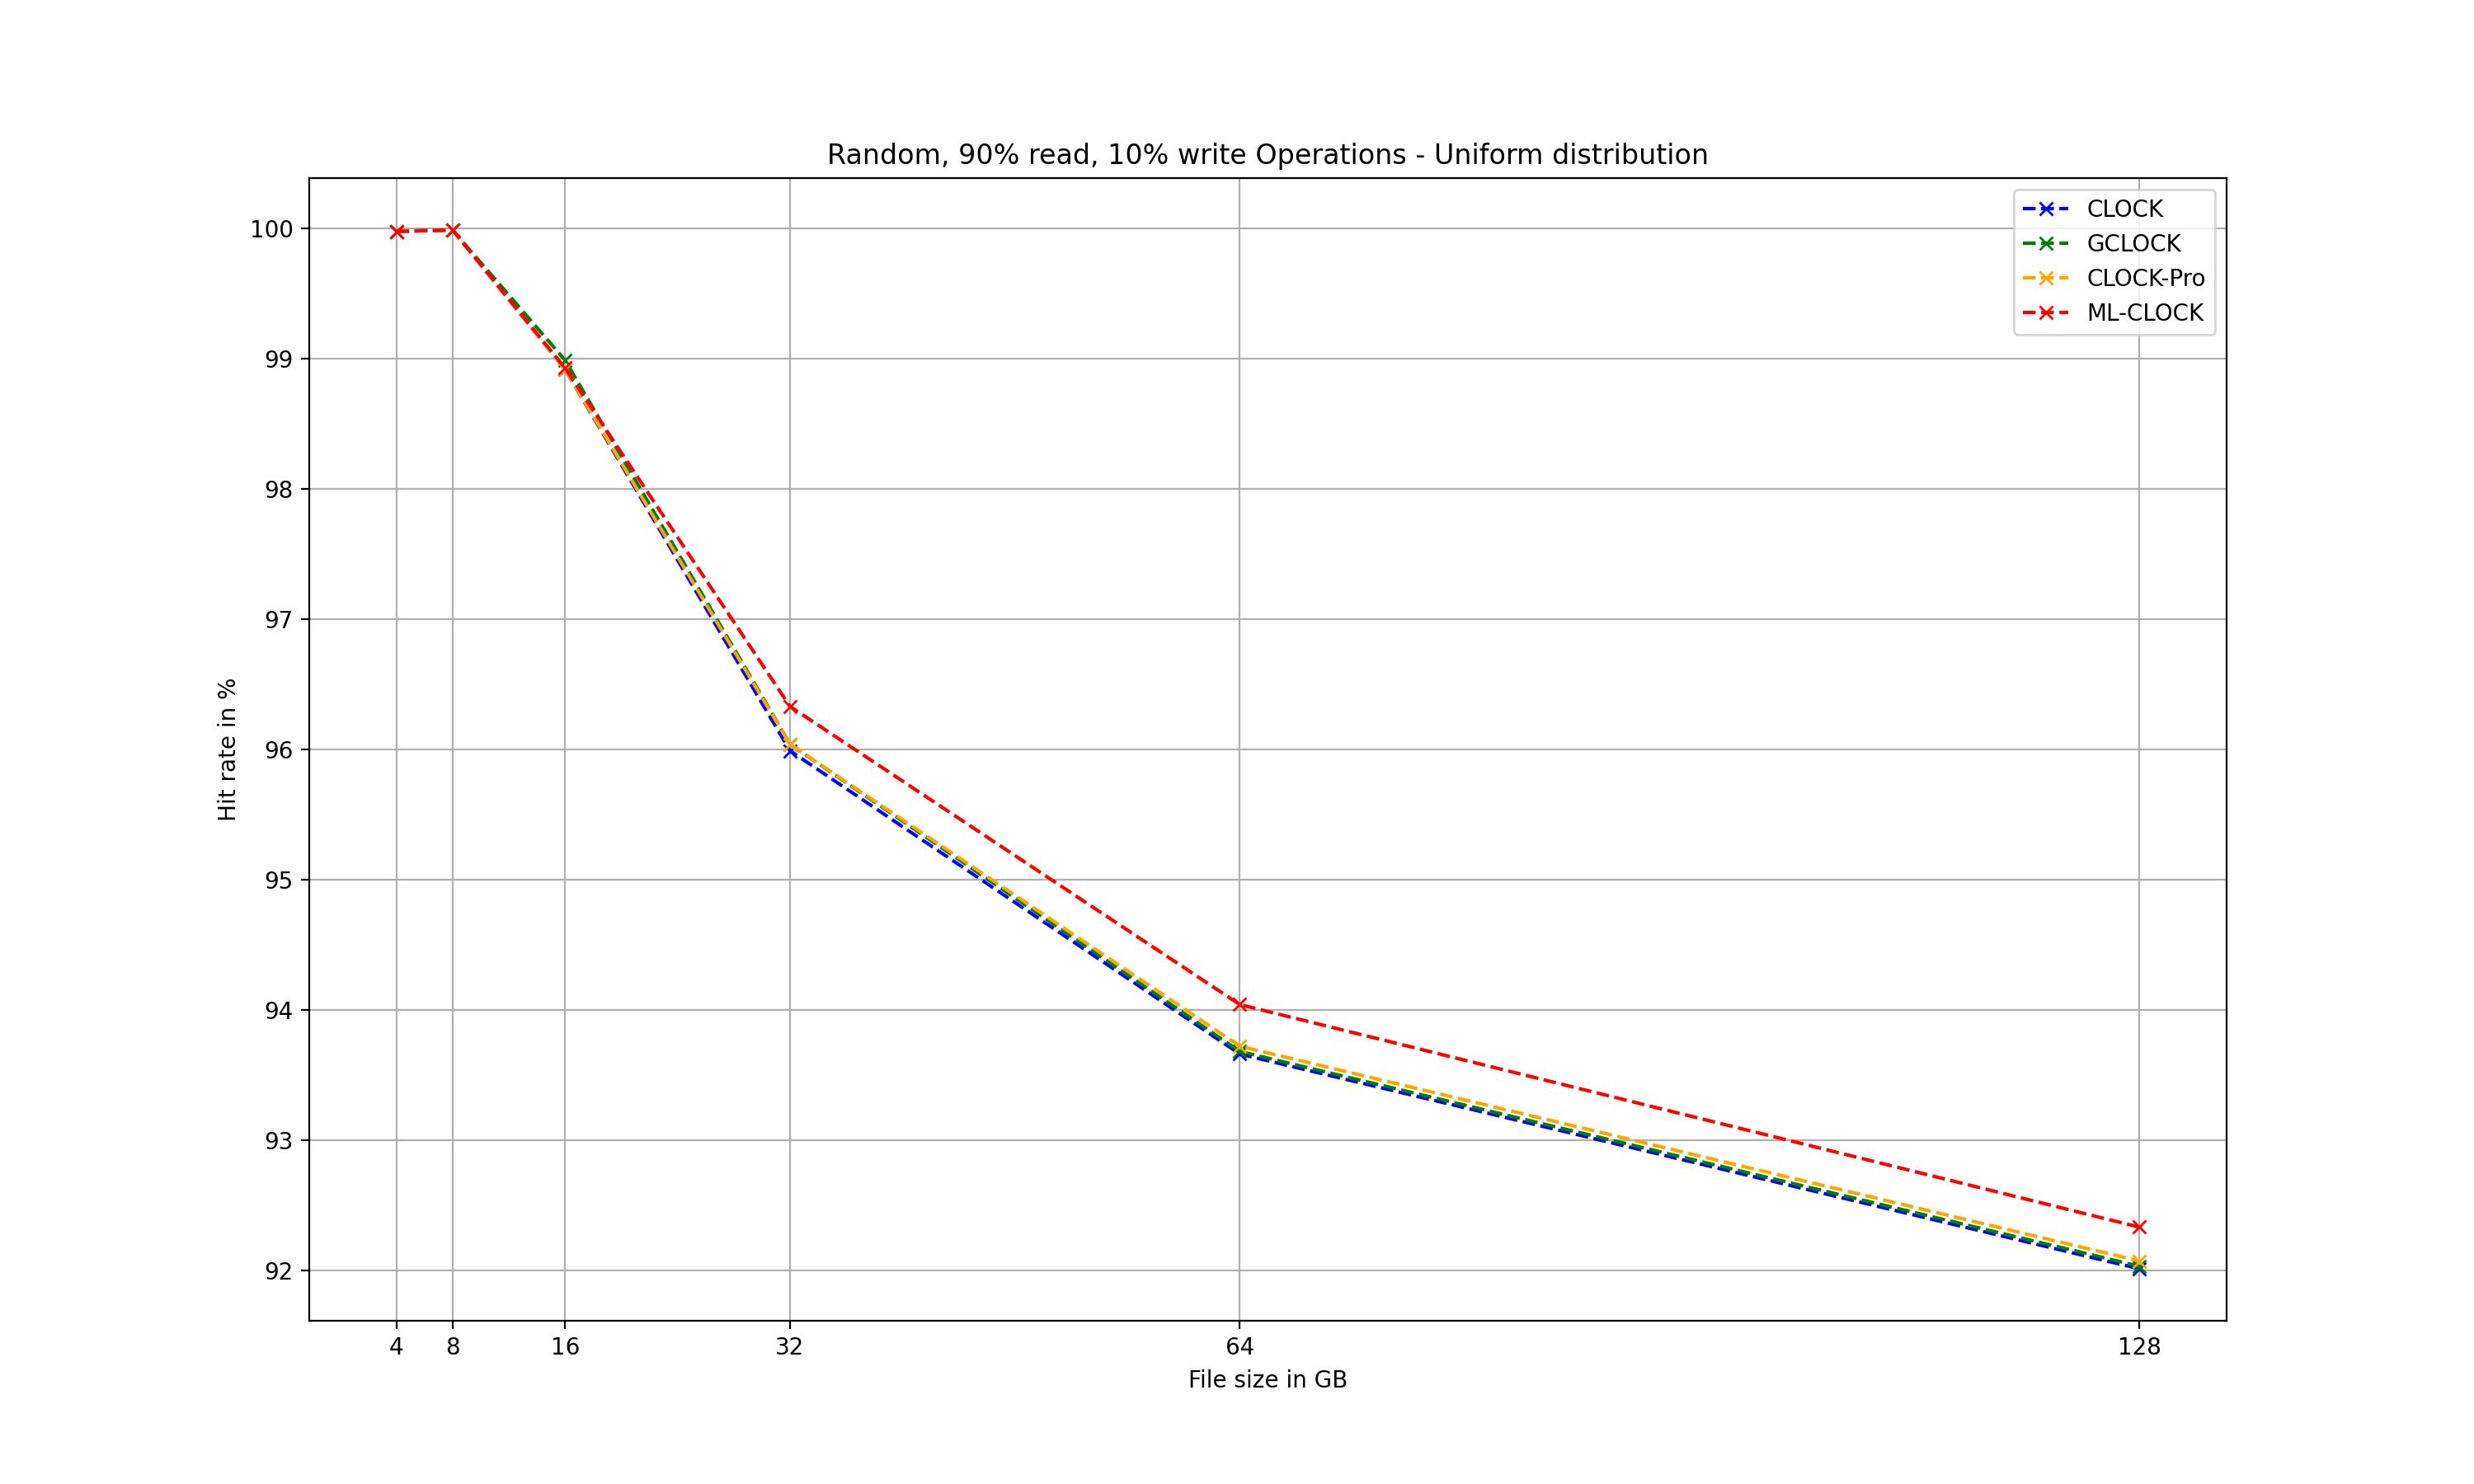 Random, 90% read, 10% write Operations - Uniform distribution
CLOCK
GCLOCK
CLOCK-Pro
ML-CLOCK
Hit rate in %
100
99
98
97
96
95
94
93
92
4 8 16 32 64 128
File size in GB